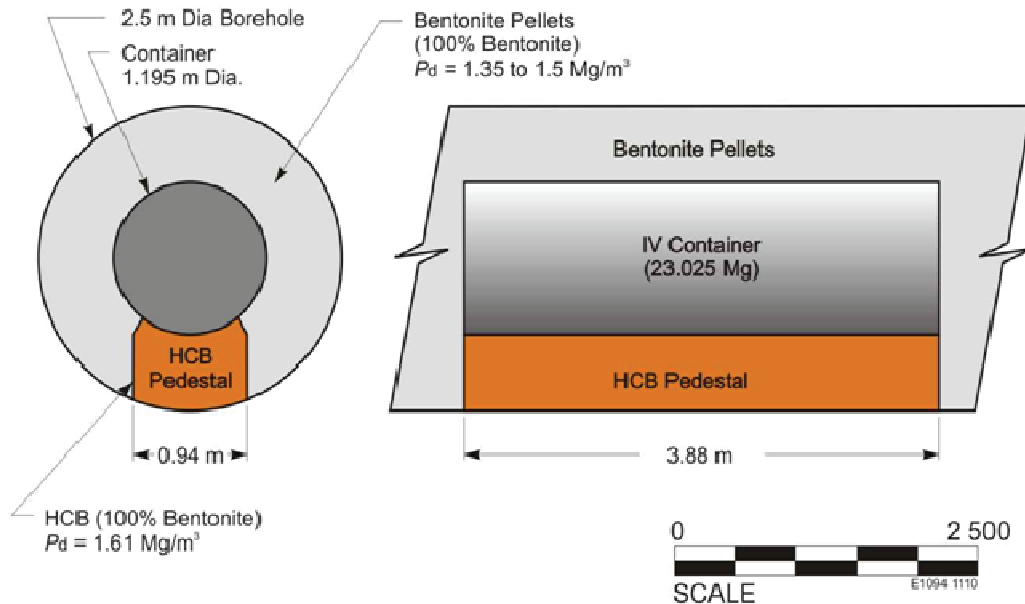 2.5 m Dia Borehole
Container
1.195 m Dia.
Bentonite Pellets
(100% Bentonite)
Pd = 1.35 to 1.5 Mg/m³
Bentonite Pellets
IV Container
(23.025 Mg)
HCB
Pedestal
HCB Pedestal
0.94 m
3.88 m
HCB (100% Bentonite)
Pd = 1.61 Mg/m³
0 2 500
SCALE
E1094 1110